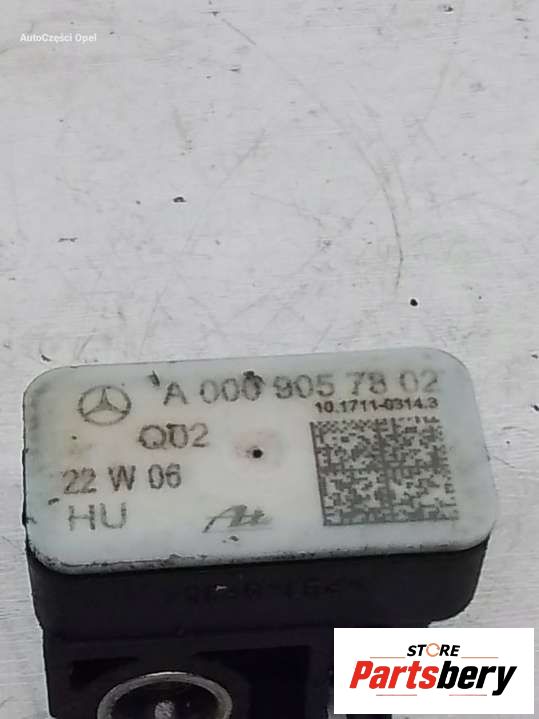 AutoCzęści Opel
A 000 905 78 02
10.1711-0314.3
Q02
22 W 06
HU
STORE
Partsbery